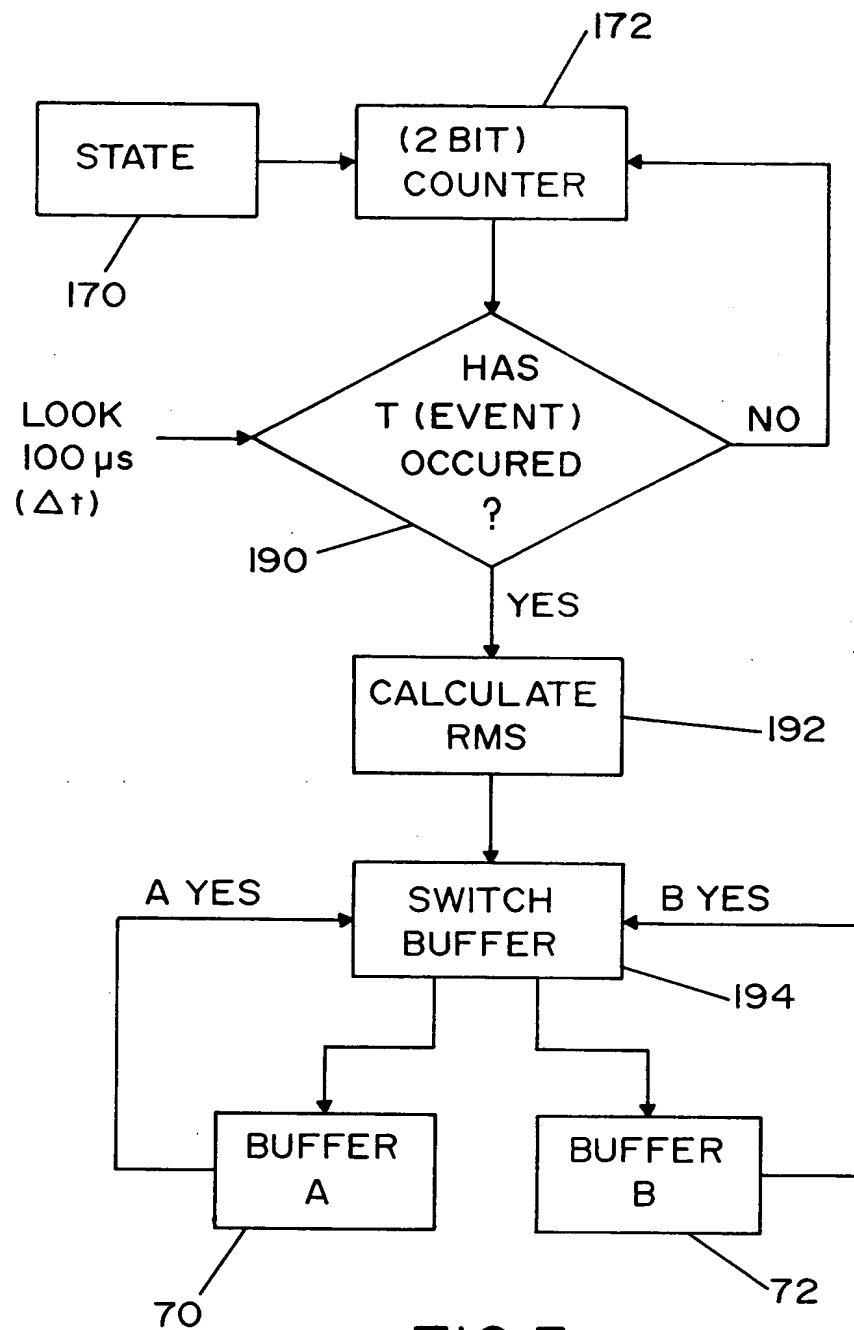 172
STATE
(2 BIT)
COUNTER
170
HAS
T (EVENT)
OCCURED
?
LOOK
100 µs
(Δt)
NO
190
YES
CALCULATE
RMS
192
A YES
SWITCH
BUFFER
B YES
194
BUFFER
A
BUFFER
B
70
72